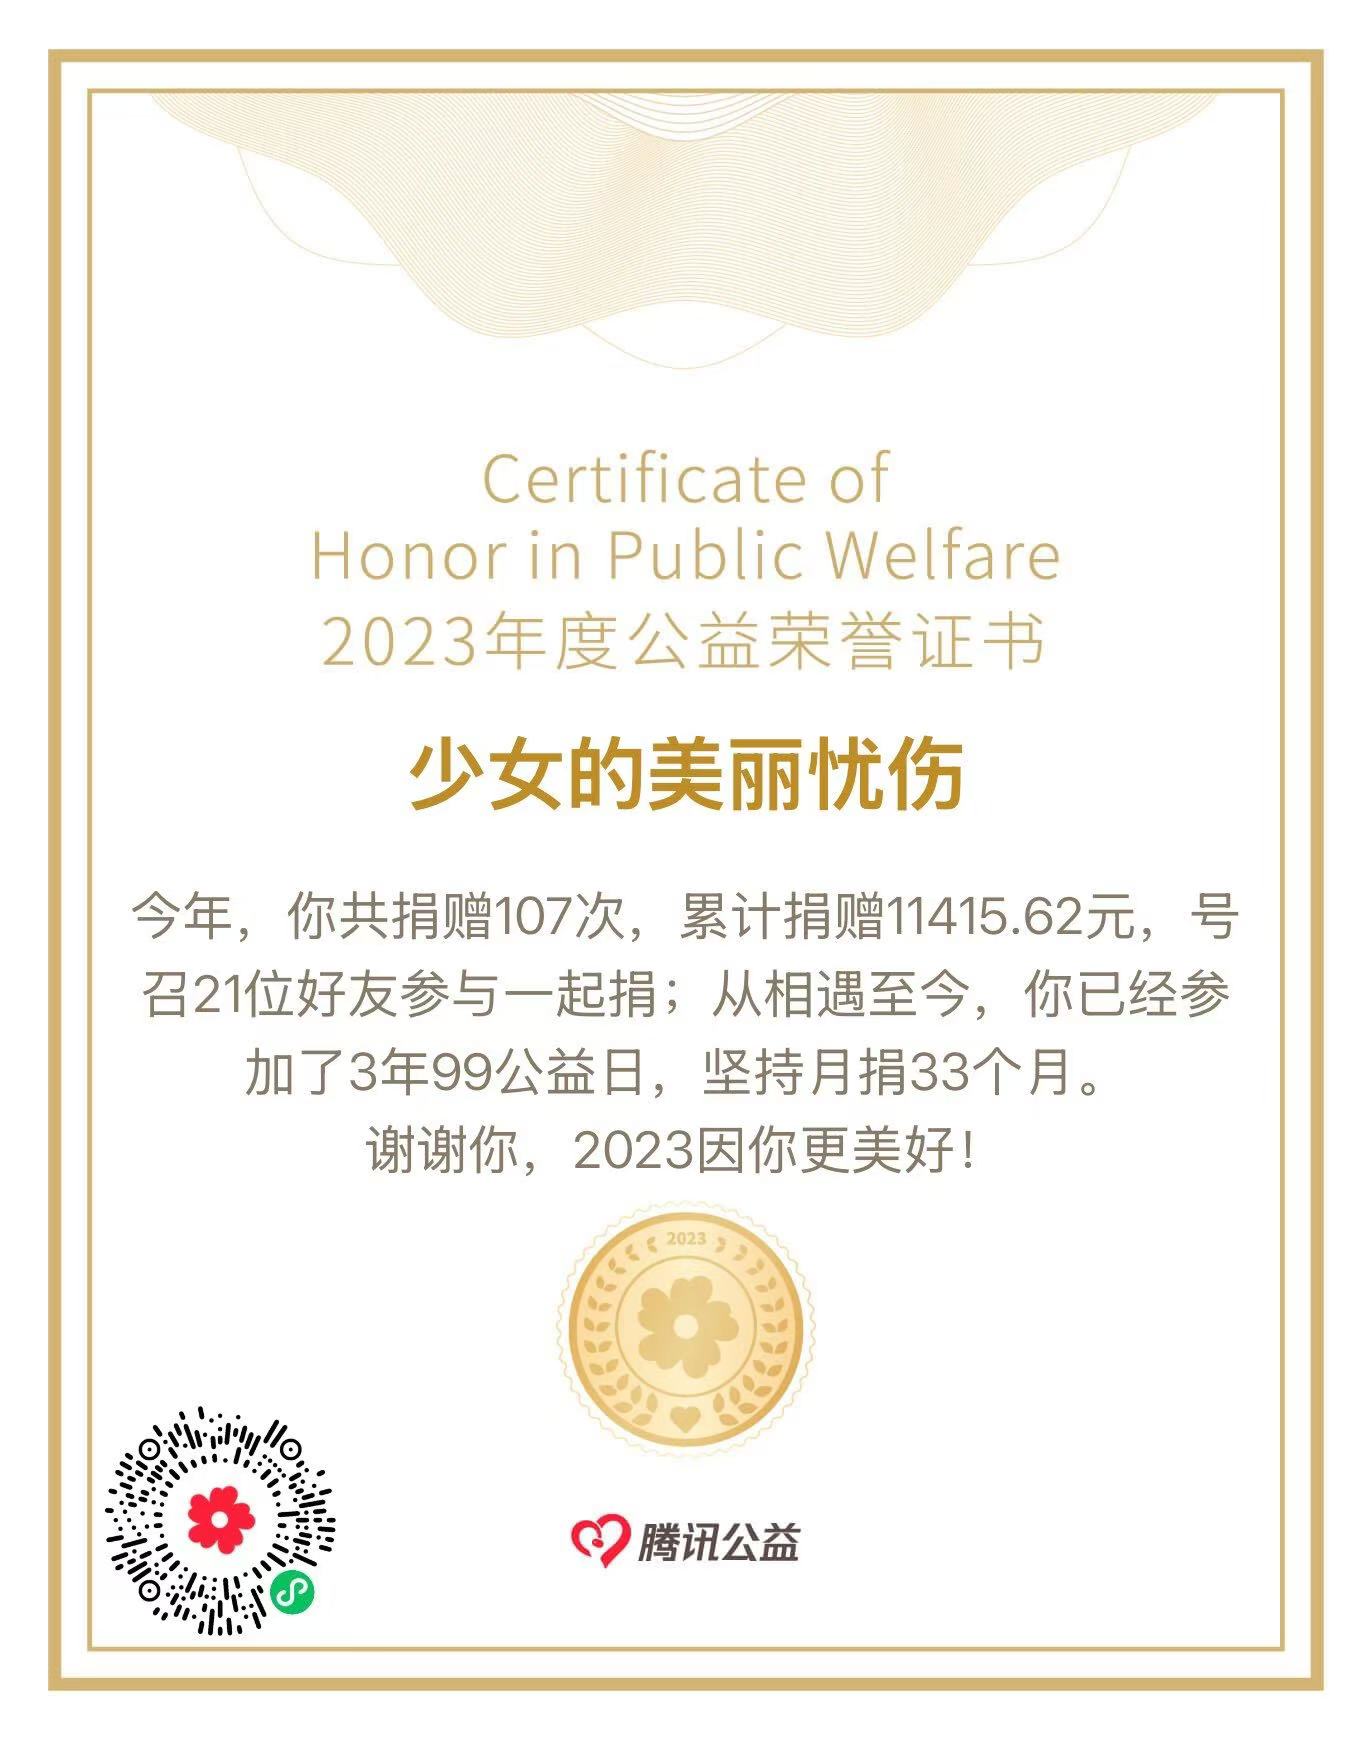 Certificate of
Honor in Public Welfare
2023年度公益荣誉证书
少女的美丽忧伤
今年，你共捐赠107次，累计捐赠11415.62元，号
召21位好友参与一起捐；从相遇至今，你已经参
加了3年99公益日，坚持月捐33个月。
谢谢你，2023因你更美好！
2023
腾讯公益